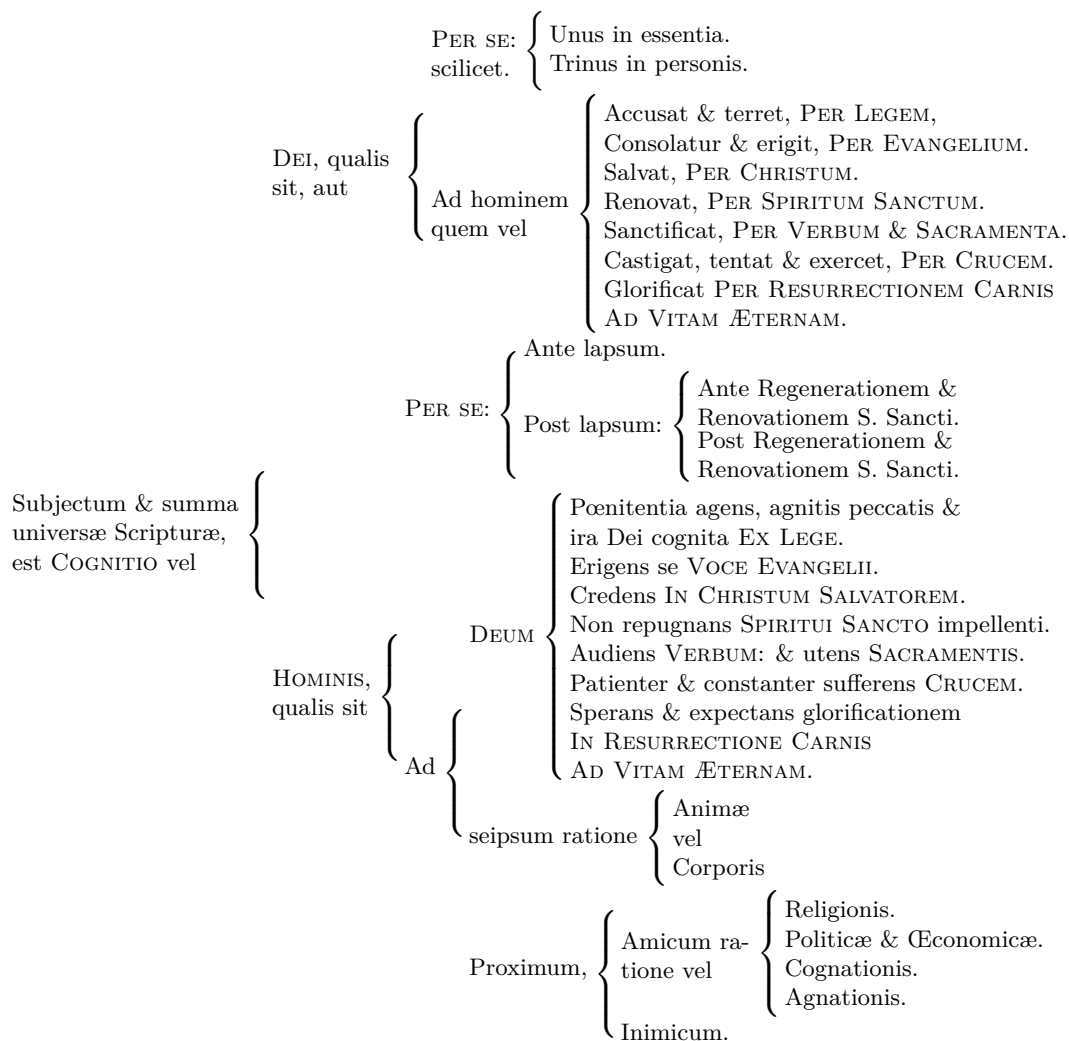 Subjectum & summa
universæ Scripturæ,
est COGNITIO vel
DEI, qualis
sit, aut
PER SE:
scilicet.
Unus in essentia.
Trinus in personis.
Ad hominem
quem vel
Accusat & terret, PER LEGEM,
Consolatur & erigit, PER EVANGELIUM.
Salvat, PER CHRISTUM.
Renovat, PER SPIRITUM SANCTUM.
Sanctificat, PER VERBUM & SACRAMENTA.
Castigat, tentat & exercet, PER CRUCEM.
Glorificat PER RESURRECTIONEM CARNIS
AD VITAM ÆTERNAM.
HOMINIS,
qualis sit
PER SE:
Ante lapsum.
Post lapsum:
Ante Regenerationem &
Renovationem S. Sancti.
Post Regenerationem &
Renovationem S. Sancti.
Ad
DEUM
Pœnitentia agens, agnitis peccatis &
ira Dei cognita EX LEGE.
Erigens se VOCE EVANGELII.
Credens IN CHRISTUM SALVATOREM.
Non repugnans SPIRITUI SANCTO impellenti.
Audiens VERBUM: & utens SACRAMENTIS.
Patienter & constanter sufferens CRUCEM.
Sperans & expectans glorificationem
IN RESURRECTIONE CARNIS
AD VITAM ÆTERNAM.
seipsum ratione
Animæ
vel
Corporis
Proximum,
Amicum ra-
tione vel
Religionis.
Politicæ & Œconomicæ.
Cognationis.
Agnationis.
Inimicum.